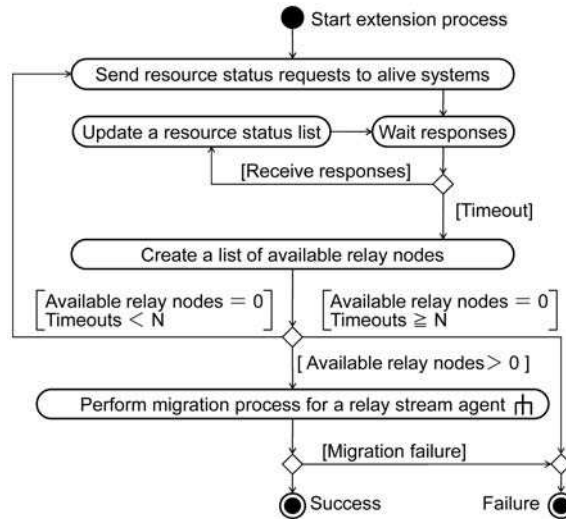 Start extension process
Send resource status requests to alive systems
Update a resource status list
Wait responses
[Receive responses]
[Timeout]
Create a list of available relay nodes
[Available relay nodes = 0
Timeouts < N]
[Available relay nodes = 0
Timeouts ≧ N]
[Available relay nodes > 0]
Perform migration process for a relay stream agent
[Migration failure]
Success
Failure